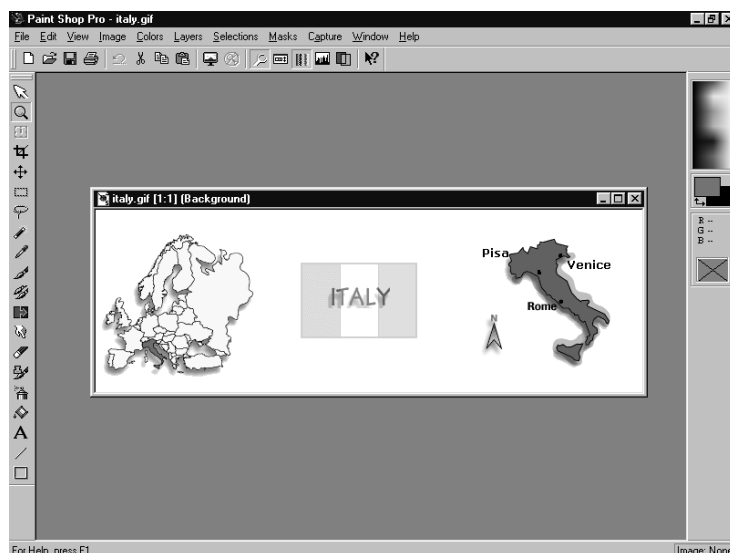 Paint Shop Pro - italy.gif
File Edit View Image Colors Layers Selections Masks Capture Window Help
italy.gif [1:1] (Background)
Pisa
Venice
ITALY
Rome
N
R --
G --
B --
A
For Help, press F1
Image: None